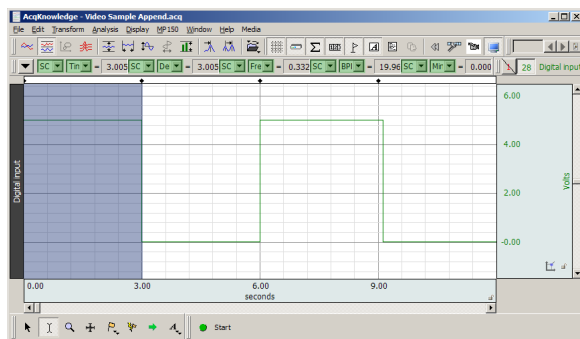 AcqKnowledge - Video Sample Append.acq
File Edit Transform Analysis Display MP150 Window Help Media
SC Tin = 3.005 SC De = 3.005 SC Fre = 0.332 SC BPI = 19.96 SC Mir = 0.000 1 28 Digital input
6.00
4.00
2.00
-0.00
Digital input
Volts
0.00 3.00 6.00 9.00
seconds
Start